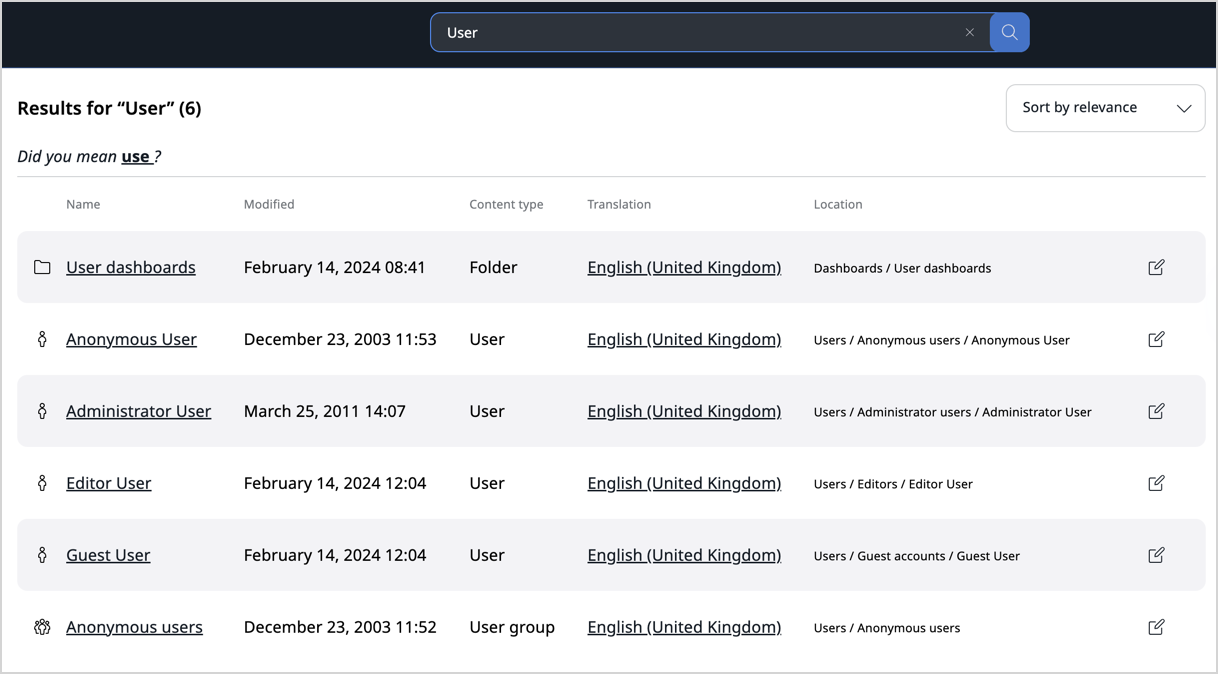 User
Results for “User” (6)
Sort by relevance
Did you mean use ?
Name Modified Content type Translation Location
User dashboards February 14, 2024 08:41 Folder English (United Kingdom) Dashboards / User dashboards
Anonymous User December 23, 2003 11:53 User English (United Kingdom) Users / Anonymous users / Anonymous User
Administrator User March 25, 2011 14:07 User English (United Kingdom) Users / Administrator users / Administrator User
Editor User February 14, 2024 12:04 User English (United Kingdom) Users / Editors / Editor User
Guest User February 14, 2024 12:04 User English (United Kingdom) Users / Guest accounts / Guest User
Anonymous users December 23, 2003 11:52 User group English (United Kingdom) Users / Anonymous users